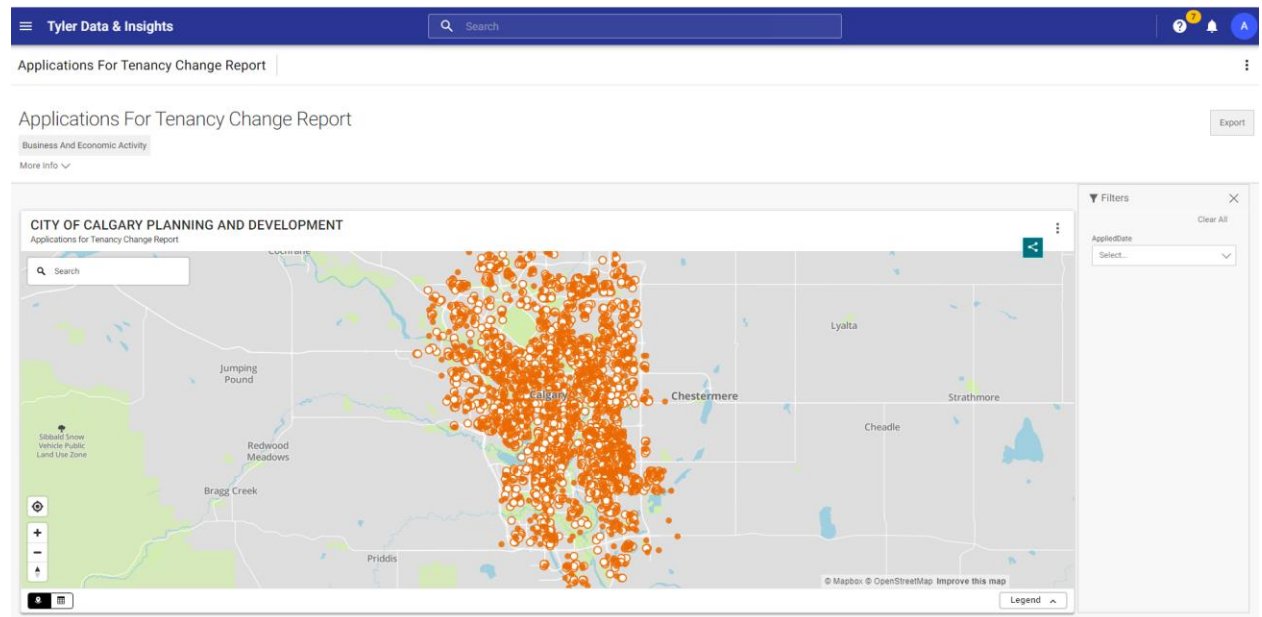 Tyler Data & Insights
Search
7
A
Applications For Tenancy Change Report
Applications For Tenancy Change Report
Export
Business And Economic Activity
More Info
Filters
Clear All
CITY OF CALGARY PLANNING AND DEVELOPMENT
Applications for Tenancy Change Report
AppliedDate
Select...
Cochrane
Search
Lyalta
Jumping
Pound
Calgary
Chestermere
Strathmore
Cheadle
Sibbald Snow
Vehicle Public
Land Use Zone
Redwood
Meadows
Bragg Creek
Priddis
© Mapbox © OpenStreetMap Improve this map
Legend